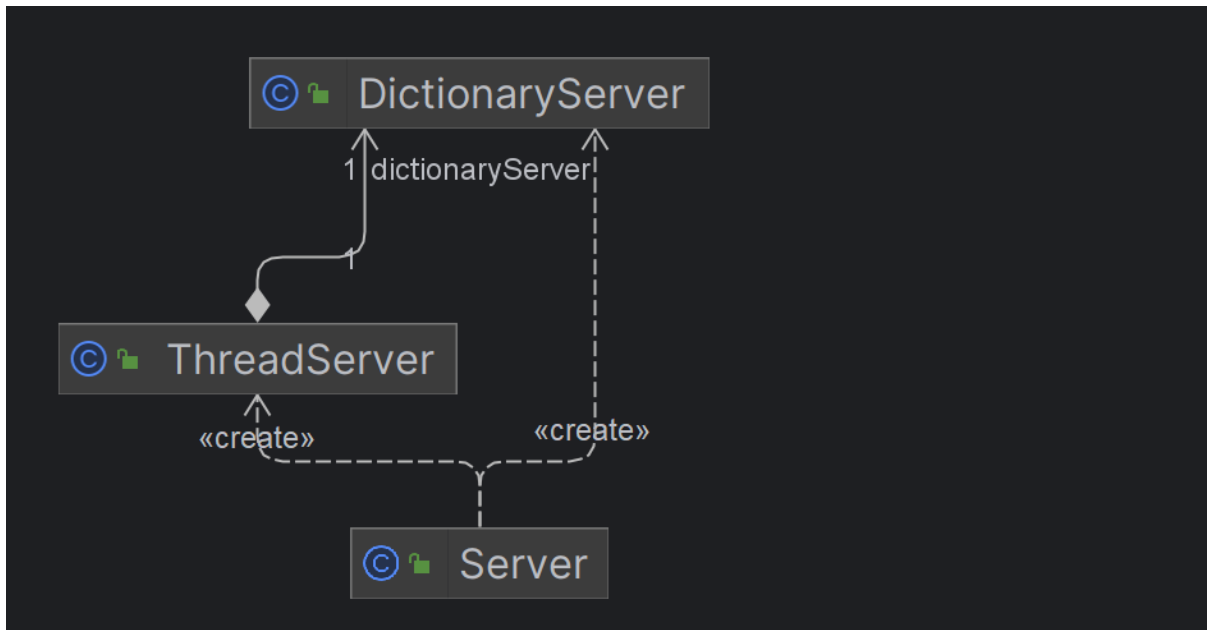 C DictionaryServer
1 dictionaryServer
1
C ThreadServer
«create»
«create»
C Server